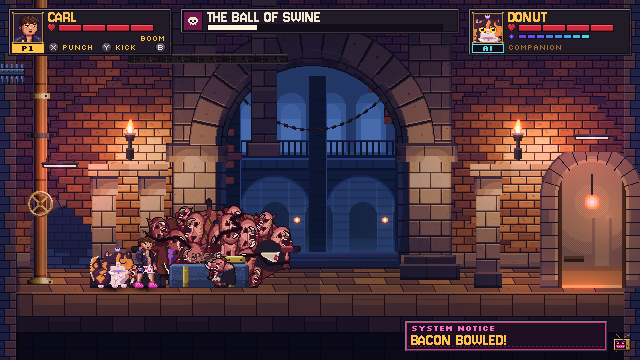 CARL
BOOM
P1 X PUNCH Y KICK B
THE BALL OF SWINE
DONUT
AI COMPANION
SYSTEM NOTICE
BACON BOWLED!